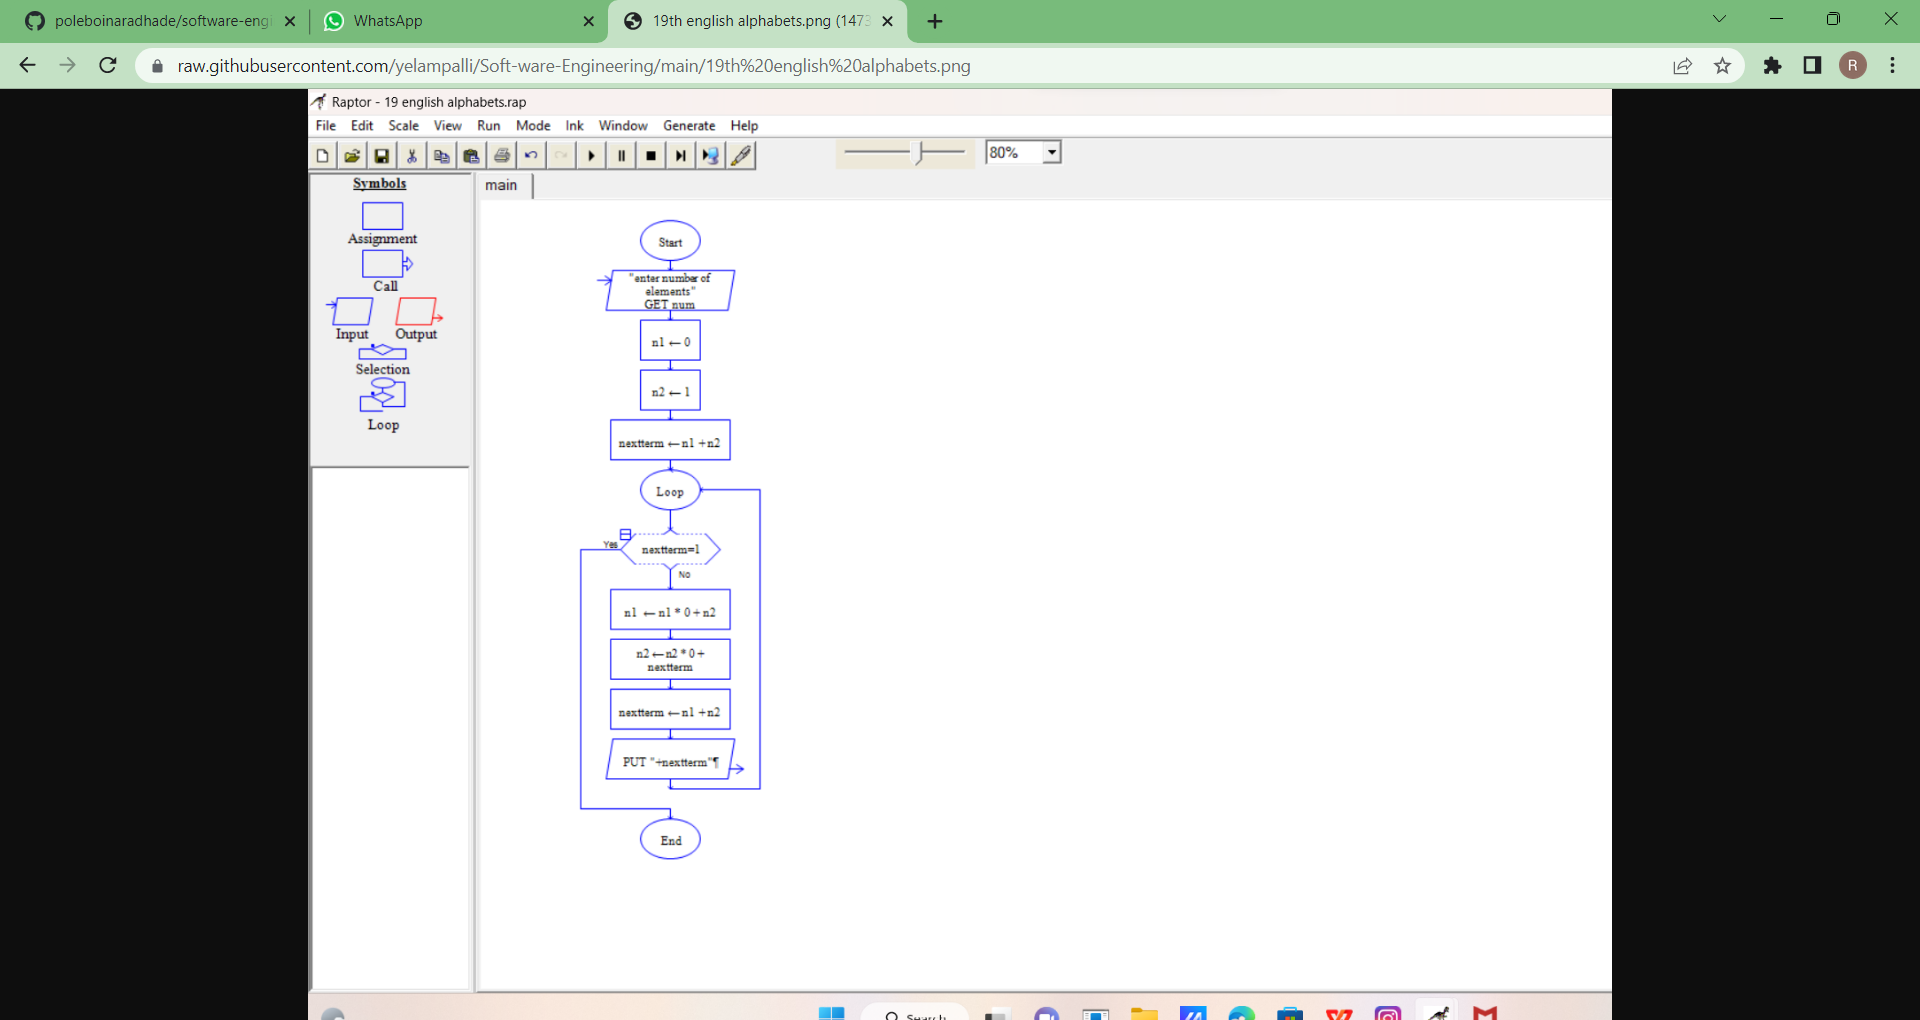 poleboinaradhade/software-engi
WhatsApp
19th english alphabets.png (1473
raw.githubusercontent.com/yelampalli/Soft-ware-Engineering/main/19th%20english%20alphabets.png
R
Raptor - 19 english alphabets.rap
File Edit Scale View Run Mode Ink Window Generate Help
80%
Symbols
Assignment
Call
Input Output
Selection
Loop
main
Start
"enter number of
elements"
GET num
n1 ← 0
n2 ← 1
nextterm ← n1 + n2
Loop
Yes
nextterm=1
No
n1 ← n1 * 0 + n2
n2 ← n2 * 0 +
nextterm
nextterm ← n1 + n2
PUT "+nextterm"¶
End
Search